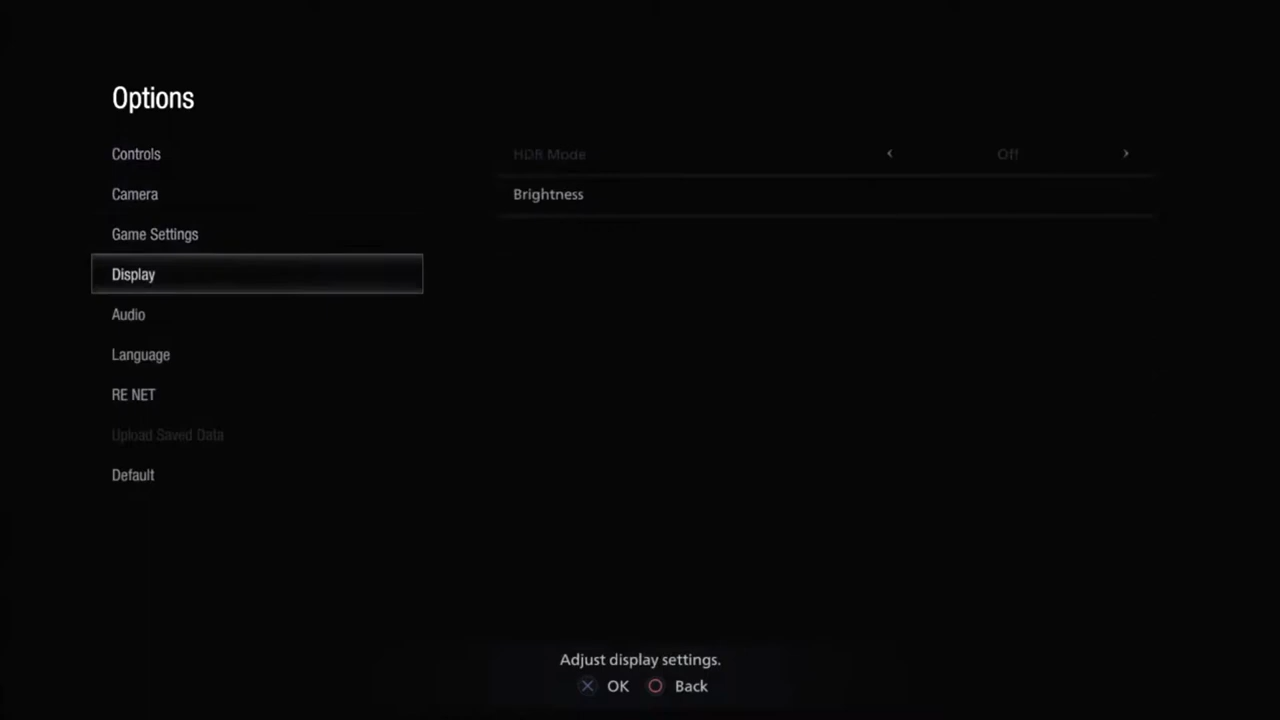 Options
Controls
Camera
Game Settings
Display
Audio
Language
RE NET
Upload Saved Data
Default
HDR Mode Off
Brightness
Adjust display settings.
OK Back